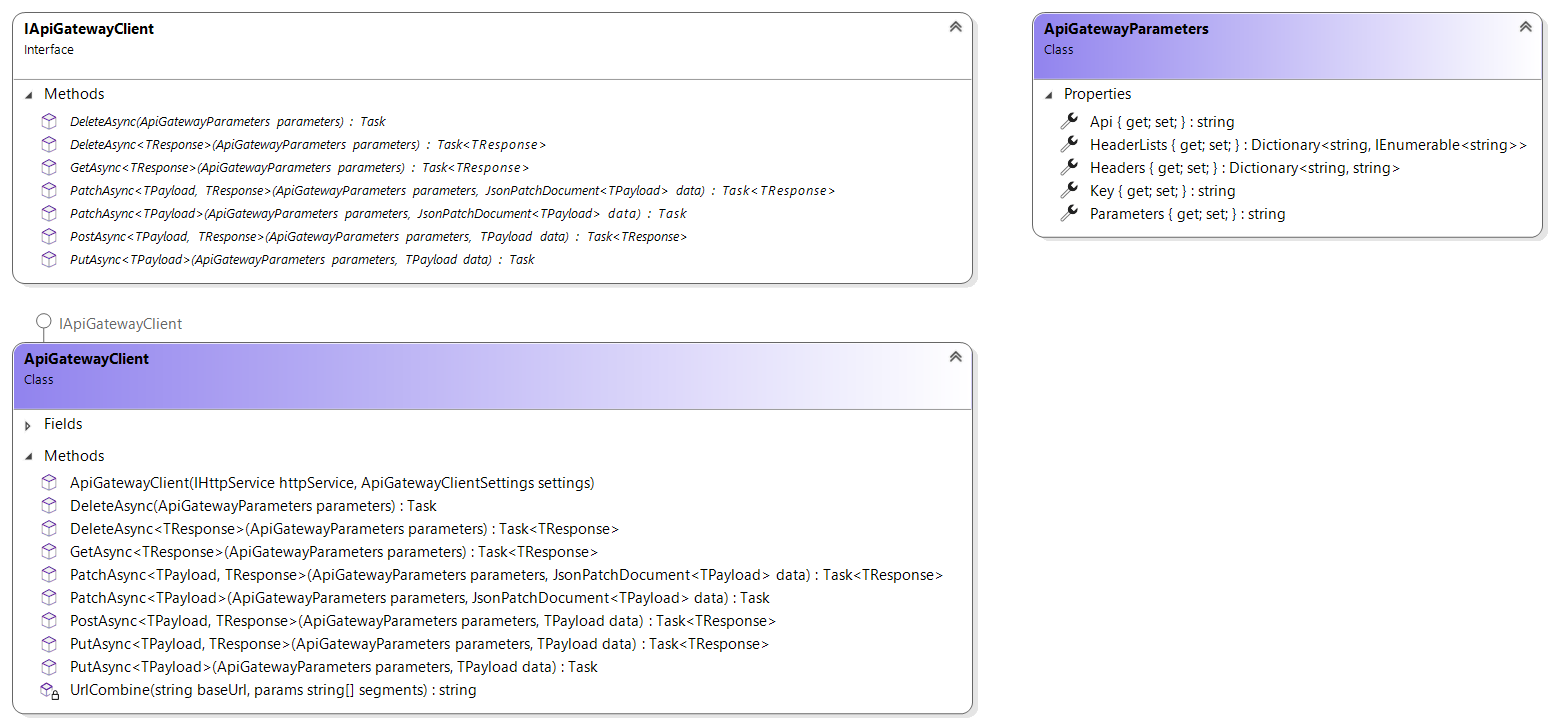 IApiGatewayClient
Interface
Methods
DeleteAsync(ApiGatewayParameters parameters) : Task
DeleteAsync<TResponse>(ApiGatewayParameters parameters) : Task<TResponse>
GetAsync<TResponse>(ApiGatewayParameters parameters) : Task<TResponse>
PatchAsync<TPayload, TResponse>(ApiGatewayParameters parameters, JsonPatchDocument<TPayload> data) : Task<TResponse>
PatchAsync<TPayload>(ApiGatewayParameters parameters, JsonPatchDocument<TPayload> data) : Task
PostAsync<TPayload, TResponse>(ApiGatewayParameters parameters, TPayload data) : Task<TResponse>
PutAsync<TPayload>(ApiGatewayParameters parameters, TPayload data) : Task
ApiGatewayParameters
Class
Properties
Api { get; set; } : string
HeaderLists { get; set; } : Dictionary<string, IEnumerable<string>>
Headers { get; set; } : Dictionary<string, string>
Key { get; set; } : string
Parameters { get; set; } : string
IApiGatewayClient
ApiGatewayClient
Class
Fields
Methods
ApiGatewayClient(IHttpService httpService, ApiGatewayClientSettings settings)
DeleteAsync(ApiGatewayParameters parameters) : Task
DeleteAsync<TResponse>(ApiGatewayParameters parameters) : Task<TResponse>
GetAsync<TResponse>(ApiGatewayParameters parameters) : Task<TResponse>
PatchAsync<TPayload, TResponse>(ApiGatewayParameters parameters, JsonPatchDocument<TPayload> data) : Task<TResponse>
PatchAsync<TPayload>(ApiGatewayParameters parameters, JsonPatchDocument<TPayload> data) : Task
PostAsync<TPayload, TResponse>(ApiGatewayParameters parameters, TPayload data) : Task<TResponse>
PutAsync<TPayload, TResponse>(ApiGatewayParameters parameters, TPayload data) : Task<TResponse>
PutAsync<TPayload>(ApiGatewayParameters parameters, TPayload data) : Task
UrlCombine(string baseUrl, params string[] segments) : string